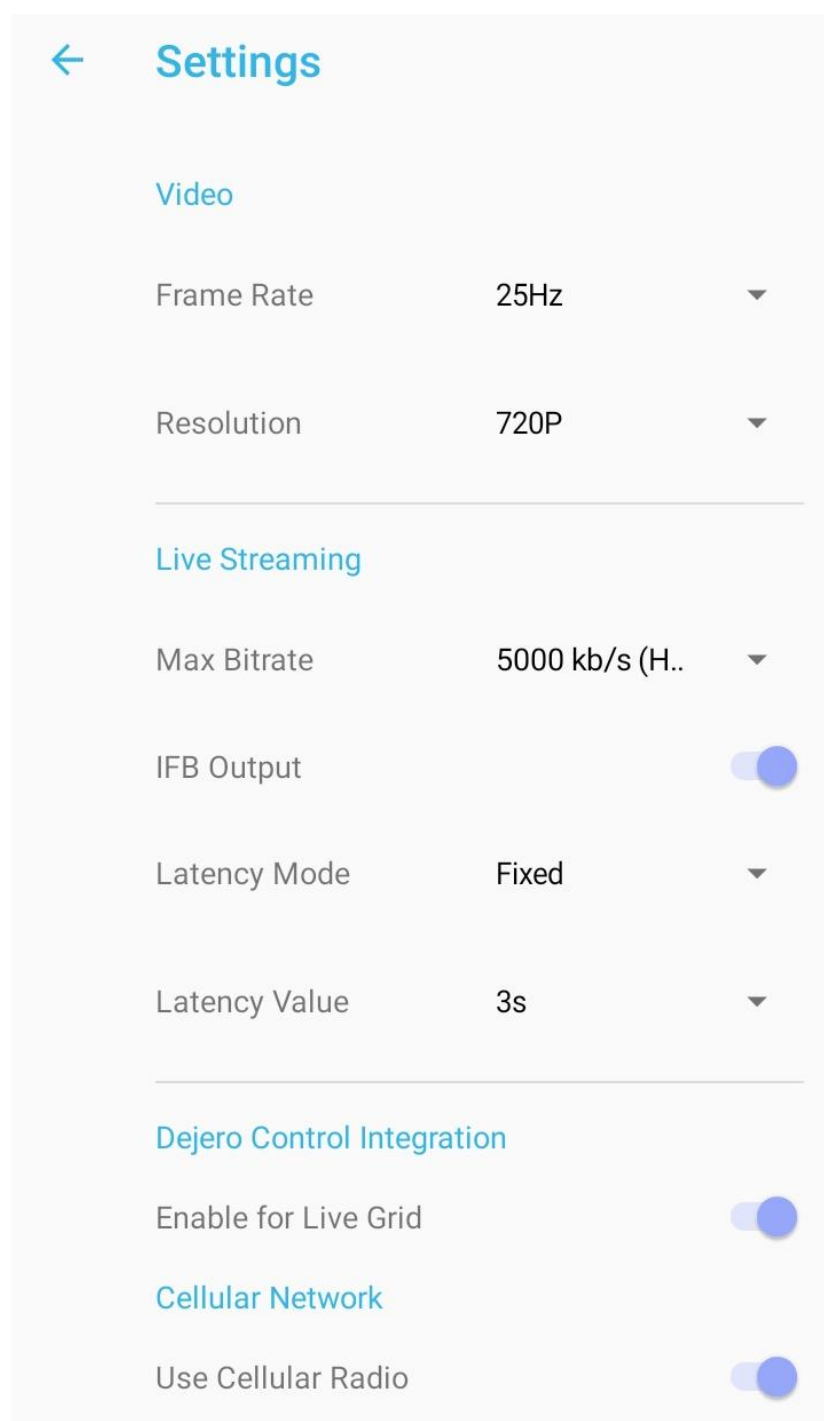 Settings
Video
Frame Rate 25Hz
Resolution 720P
Live Streaming
Max Bitrate 5000 kb/s (H..
IFB Output
Latency Mode Fixed
Latency Value 3s
Dejero Control Integration
Enable for Live Grid
Cellular Network
Use Cellular Radio